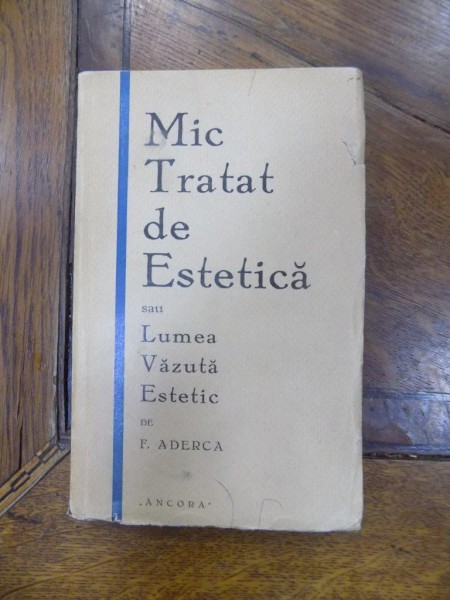 Mic
Tratat
de
Estetică
sau
Lumea
Văzută
Estetic
DE
F. ADERCA
„ANCORA"